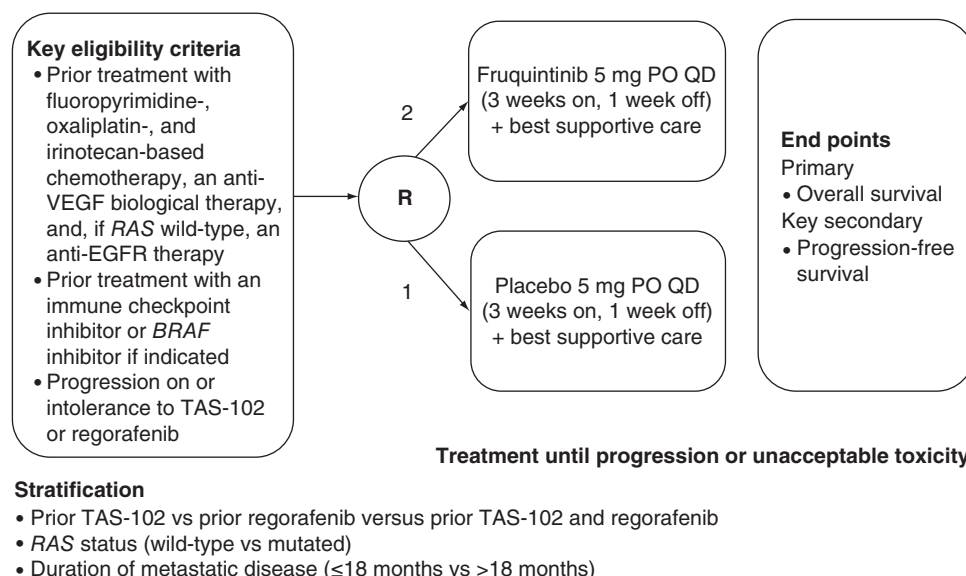 Key eligibility criteria
• Prior treatment with
fluoropyrimidine-,
oxaliplatin-, and
irinotecan-based
chemotherapy, an anti-
VEGF biological therapy,
and, if RAS wild-type, an
anti-EGFR therapy
• Prior treatment with an
immune checkpoint
inhibitor or BRAF
inhibitor if indicated
• Progression on or
intolerance to TAS-102
or regorafenib
R
2
1
Fruquintinib 5 mg PO QD
(3 weeks on, 1 week off)
+ best supportive care
Placebo 5 mg PO QD
(3 weeks on, 1 week off)
+ best supportive care
End points
Primary
• Overall survival
Key secondary
• Progression-free
survival
Treatment until progression or unacceptable toxicity
Stratification
• Prior TAS-102 vs prior regorafenib versus prior TAS-102 and regorafenib
• RAS status (wild-type vs mutated)
• Duration of metastatic disease (≤18 months vs >18 months)